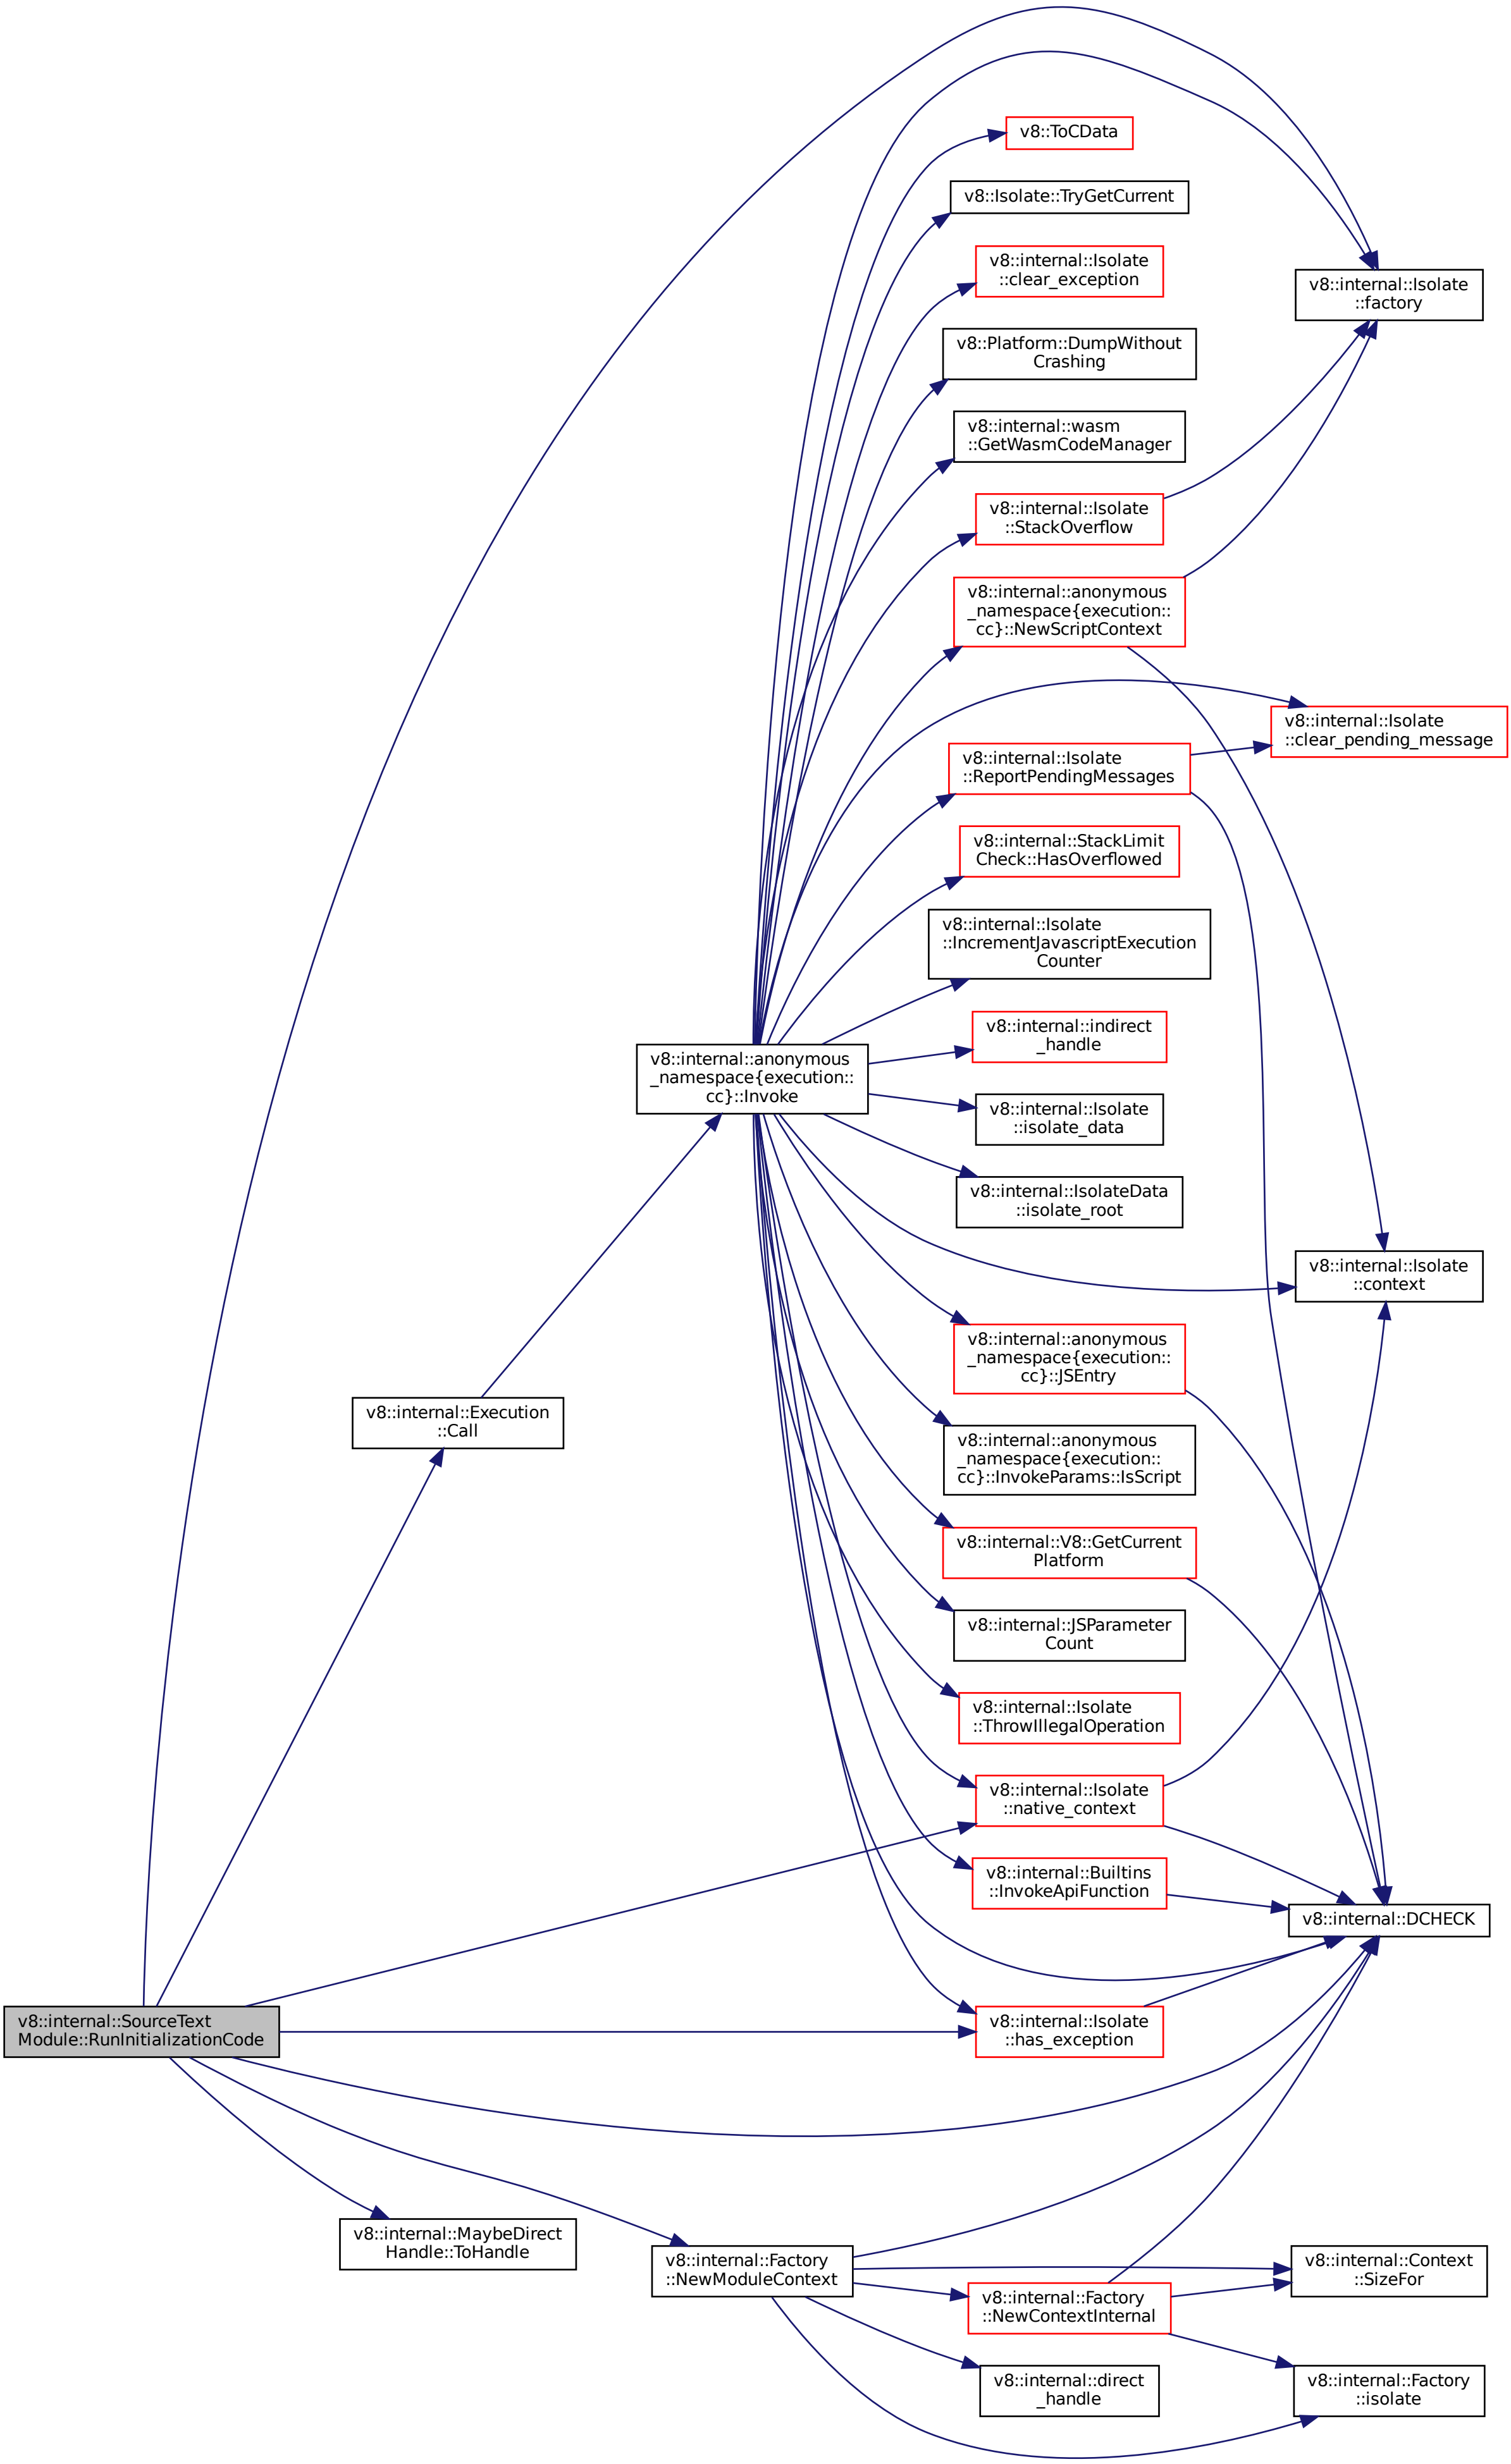 v8::ToCData
v8::Isolate::TryGetCurrent
v8::internal::Isolate
::clear_exception
v8::internal::Isolate
::factory
v8::Platform::DumpWithout
Crashing
v8::internal::wasm
::GetWasmCodeManager
v8::internal::Isolate
::StackOverflow
v8::internal::anonymous
_namespace{execution::
cc}::NewScriptContext
v8::internal::Isolate
::clear_pending_message
v8::internal::Isolate
::ReportPendingMessages
v8::internal::StackLimit
Check::HasOverflowed
v8::internal::Isolate
::IncrementJavascriptExecution
Counter
v8::internal::indirect
_handle
v8::internal::anonymous
_namespace{execution::
cc}::Invoke
v8::internal::Isolate
::isolate_data
v8::internal::IsolateData
::isolate_root
v8::internal::Isolate
::context
v8::internal::anonymous
_namespace{execution::
cc}::JSEntry
v8::internal::Execution
::Call
v8::internal::anonymous
_namespace{execution::
cc}::InvokeParams::IsScript
v8::internal::V8::GetCurrent
Platform
v8::internal::JSParameter
Count
v8::internal::Isolate
::ThrowIllegalOperation
v8::internal::Isolate
::native_context
v8::internal::Builtins
::InvokeApiFunction
v8::internal::DCHECK
v8::internal::SourceText
Module::RunInitializationCode
v8::internal::Isolate
::has_exception
v8::internal::MaybeDirect
Handle::ToHandle
v8::internal::Factory
::NewModuleContext
v8::internal::Context
::SizeFor
v8::internal::Factory
::NewContextInternal
v8::internal::direct
_handle
v8::internal::Factory
::isolate